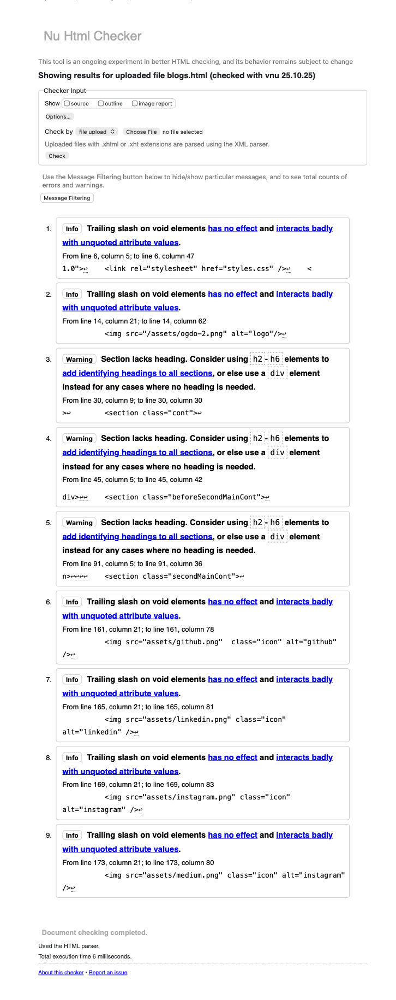 Nu Html Checker
This tool is an ongoing experiment in better HTML checking, and its behavior remains subject to change
Showing results for uploaded file blogs.html (checked with vnu 25.10.25)
Checker Input
Show source outline image report
Options...
Check by file upload Choose File no file selected
Uploaded files with .xhtml or .xht extensions are parsed using the XML parser.
Check
Use the Message Filtering button below to hide/show particular messages, and to see total counts of
errors and warnings.
Message Filtering
1. Info Trailing slash on void elements has no effect and interacts badly
with unquoted attribute values.
From line 6, column 5; to line 6, column 47
1.0">↩    <link rel="stylesheet" href="styles.css" />↩    <
2. Info Trailing slash on void elements has no effect and interacts badly
with unquoted attribute values.
From line 14, column 21; to line 14, column 62
<img src="/assets/ogdo-2.png" alt="logo"/>↩
3. Warning Section lacks heading. Consider using h2-h6 elements to
add identifying headings to all sections, or else use a div element
instead for any cases where no heading is needed.
From line 30, column 9; to line 30, column 30
>↩        <section class="cont">↩
4. Warning Section lacks heading. Consider using h2-h6 elements to
add identifying headings to all sections, or else use a div element
instead for any cases where no heading is needed.
From line 45, column 5; to line 45, column 42
div>↩↩    <section class="beforeSecondMainCont">↩
5. Warning Section lacks heading. Consider using h2-h6 elements to
add identifying headings to all sections, or else use a div element
instead for any cases where no heading is needed.
From line 91, column 5; to line 91, column 36
n>↩↩↩↩    <section class="secondMainCont">↩
6. Info Trailing slash on void elements has no effect and interacts badly
with unquoted attribute values.
From line 161, column 21; to line 161, column 78
<img src="assets/github.png"  class="icon" alt="github"
/>↩
7. Info Trailing slash on void elements has no effect and interacts badly
with unquoted attribute values.
From line 165, column 21; to line 165, column 81
<img src="assets/linkedin.png" class="icon"
alt="linkedin" />↩
8. Info Trailing slash on void elements has no effect and interacts badly
with unquoted attribute values.
From line 169, column 21; to line 169, column 83
<img src="assets/instagram.png" class="icon"
alt="instagram" />↩
9. Info Trailing slash on void elements has no effect and interacts badly
with unquoted attribute values.
From line 173, column 21; to line 173, column 80
<img src="assets/medium.png" class="icon" alt="instagram"
/>↩
Document checking completed.
Used the HTML parser.
Total execution time 6 milliseconds.
About this checker • Report an issue